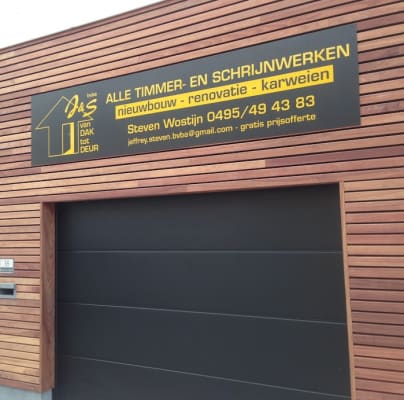 bvba
J&S
van
DAK
tot
DEUR
ALLE TIMMER- EN SCHRIJNWERKEN
nieuwbouw - renovatie - karweien
Steven Wostijn 0495/49 43 83
jeffrey.steven.bvba@gmail.com - gratis prijsofferte